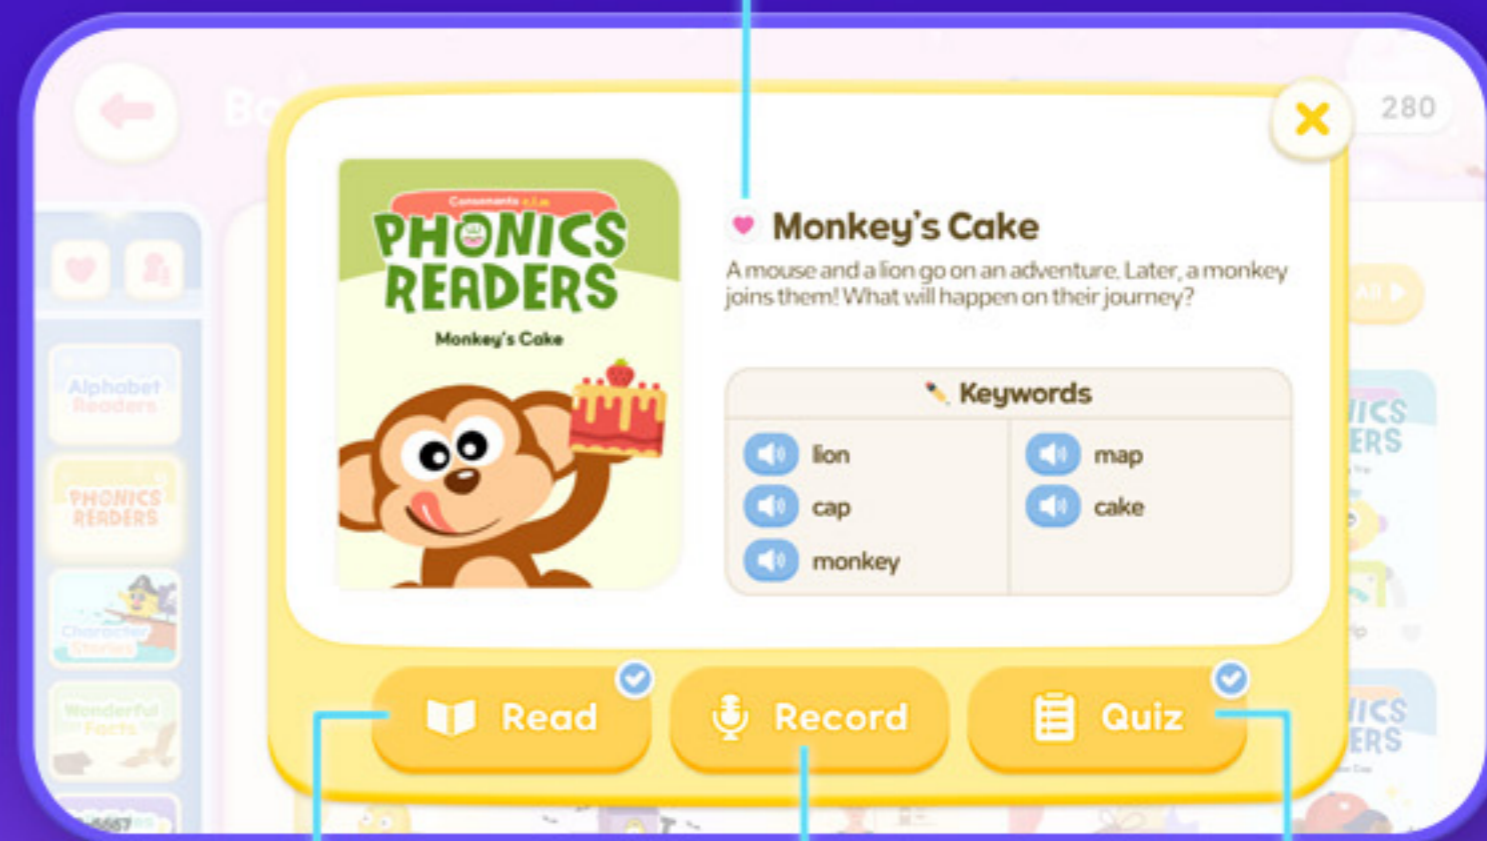 280
Consonants c.l.m
PHONICS
READERS
Monkey's Cake
Monkey's Cake
A mouse and a lion go on an adventure. Later, a monkey
joins them! What will happen on their journey?
Keywords
lion
map
cap
cake
monkey
All
Alphabet
Readers
PHONICS
READERS
Character
Stories
Wonderful
Facts
Read
Record
Quiz